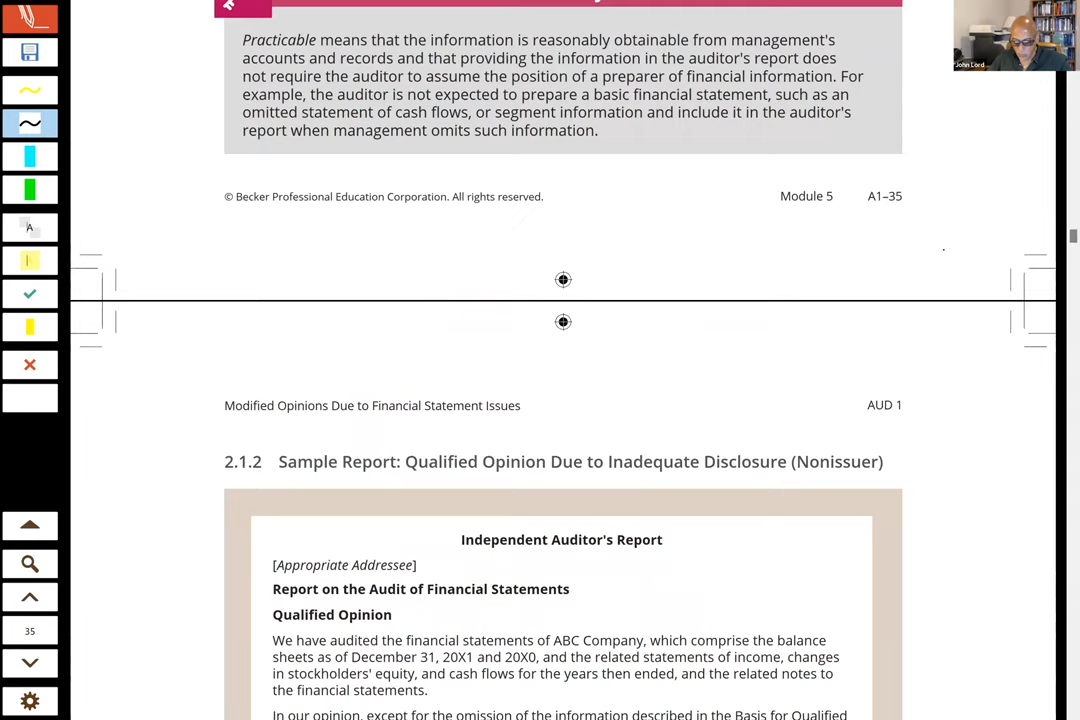 Practicable means that the information is reasonably obtainable from management's
accounts and records and that providing the information in the auditor's report does
not require the auditor to assume the position of a preparer of financial information. For
example, the auditor is not expected to prepare a basic financial statement, such as an
omitted statement of cash flows, or segment information and include it in the auditor's
report when management omits such information.
John Lord
© Becker Professional Education Corporation. All rights reserved.
Module 5 A1–35
Modified Opinions Due to Financial Statement Issues
AUD 1
2.1.2 Sample Report: Qualified Opinion Due to Inadequate Disclosure (Nonissuer)
Independent Auditor's Report
[Appropriate Addressee]
Report on the Audit of Financial Statements
Qualified Opinion
We have audited the financial statements of ABC Company, which comprise the balance
sheets as of December 31, 20X1 and 20X0, and the related statements of income, changes
in stockholders' equity, and cash flows for the years then ended, and the related notes to
the financial statements.
In our opinion, except for the omission of the information described in the Basis for Qualified
A
35